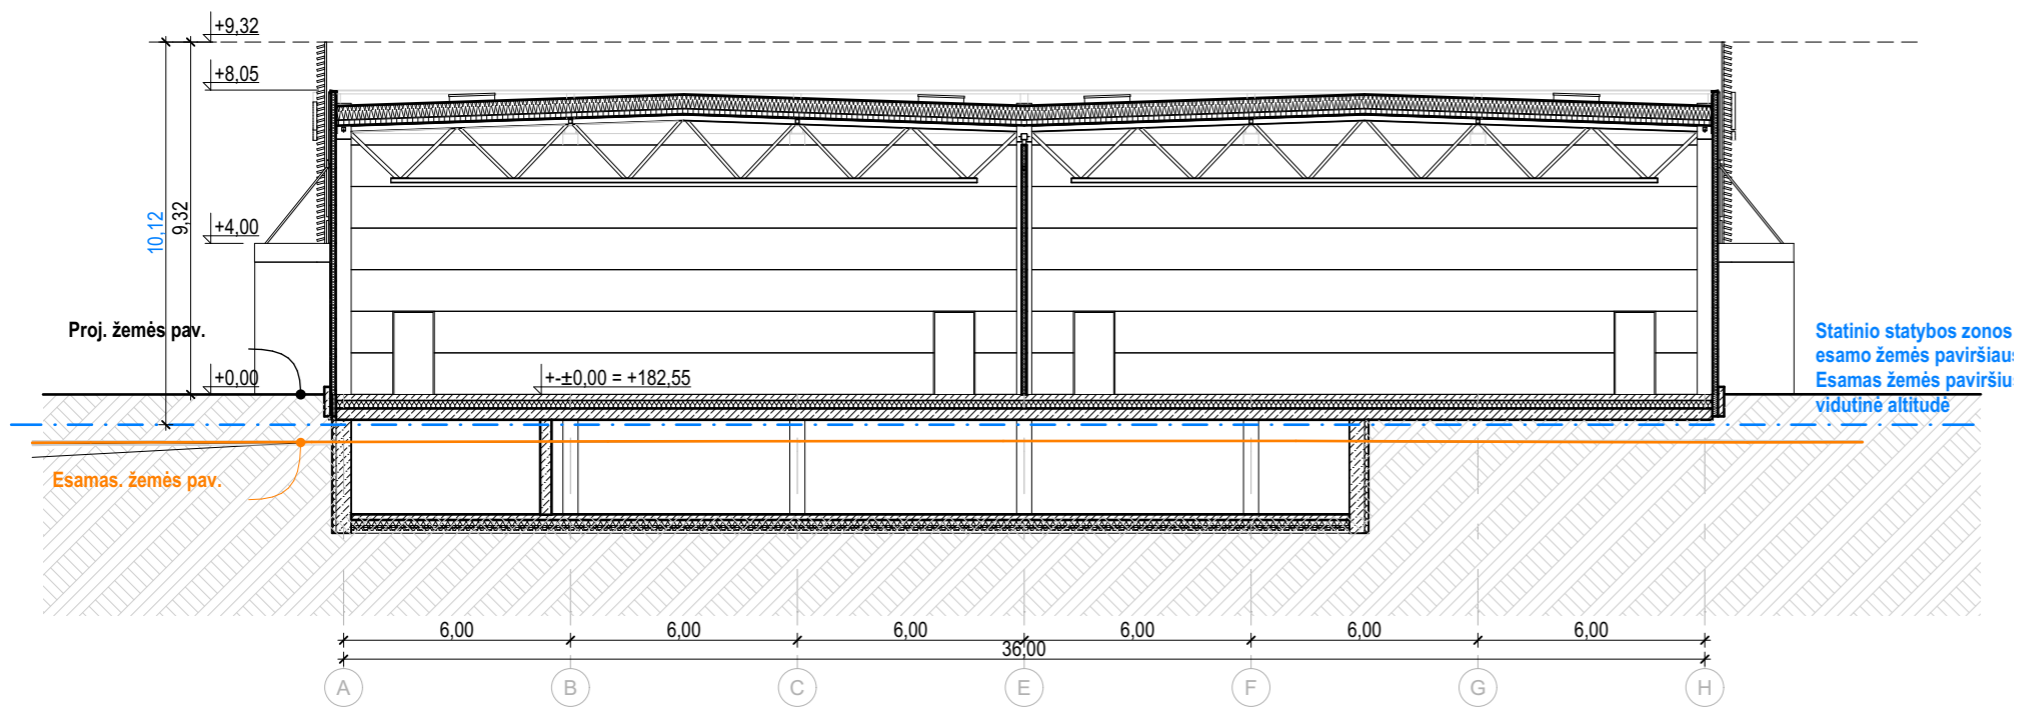 +9,32
+8,05
10,12
9,32
+4,00
Proj. žemės pav.
+0,00
+-±0,00 = +182,55
Statinio statybos zonos
esamo žemės paviršiaus
Esamas žemės paviršiu
vidutinė altitudė
Esamas. žemės pav.
6,00 6,00 6,00 6,00 6,00 6,00
36,00
A B C E F G H